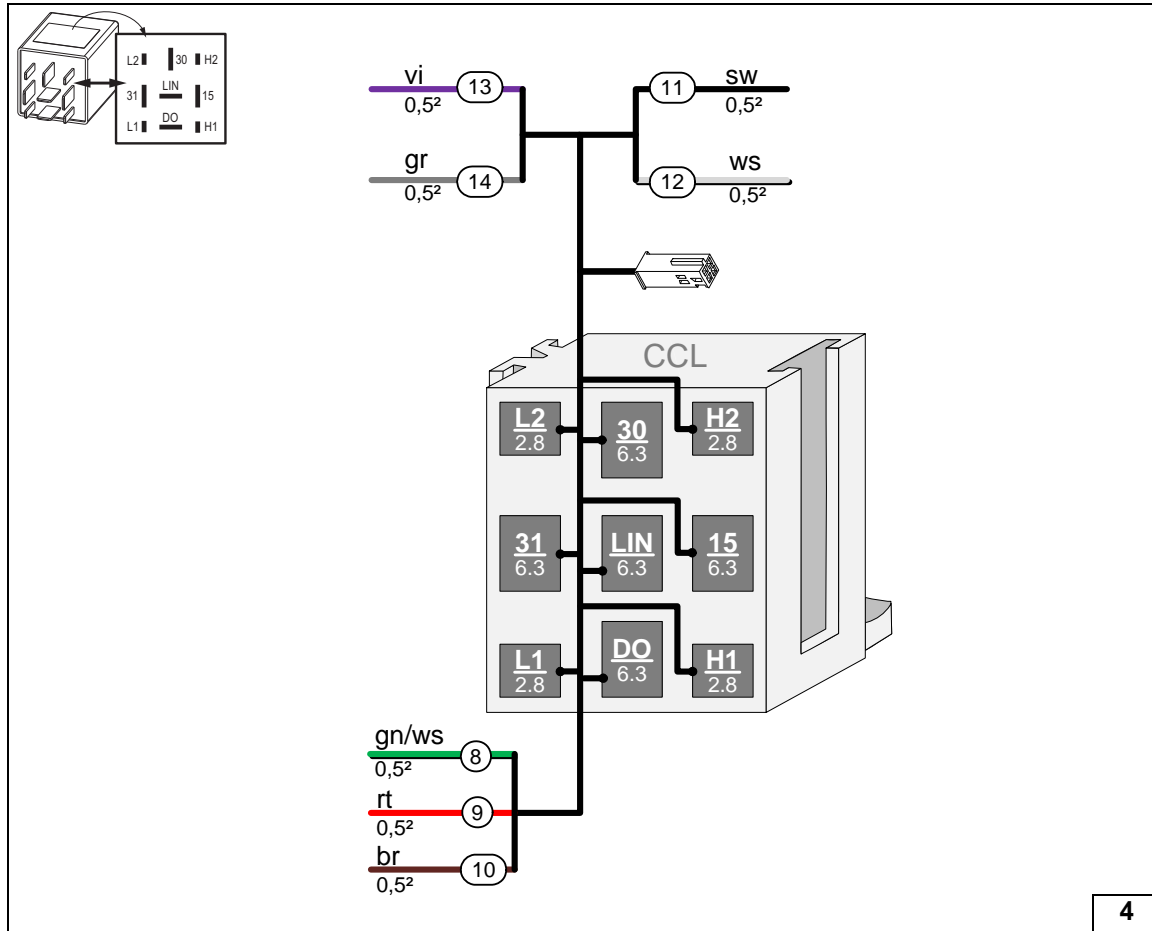 L2 30 H2
31 LIN 15
L1 DO H1
vi 13
0,5²
11 sw
0,5²
gr 14
0,5²
12 ws
0,5²
CCL
L2
2.8
30
6.3
H2
2.8
31
6.3
LIN
6.3
15
6.3
L1
2.8
DO
6.3
H1
2.8
gn/ws 8
0,5²
rt 9
0,5²
br 10
0,5²
4